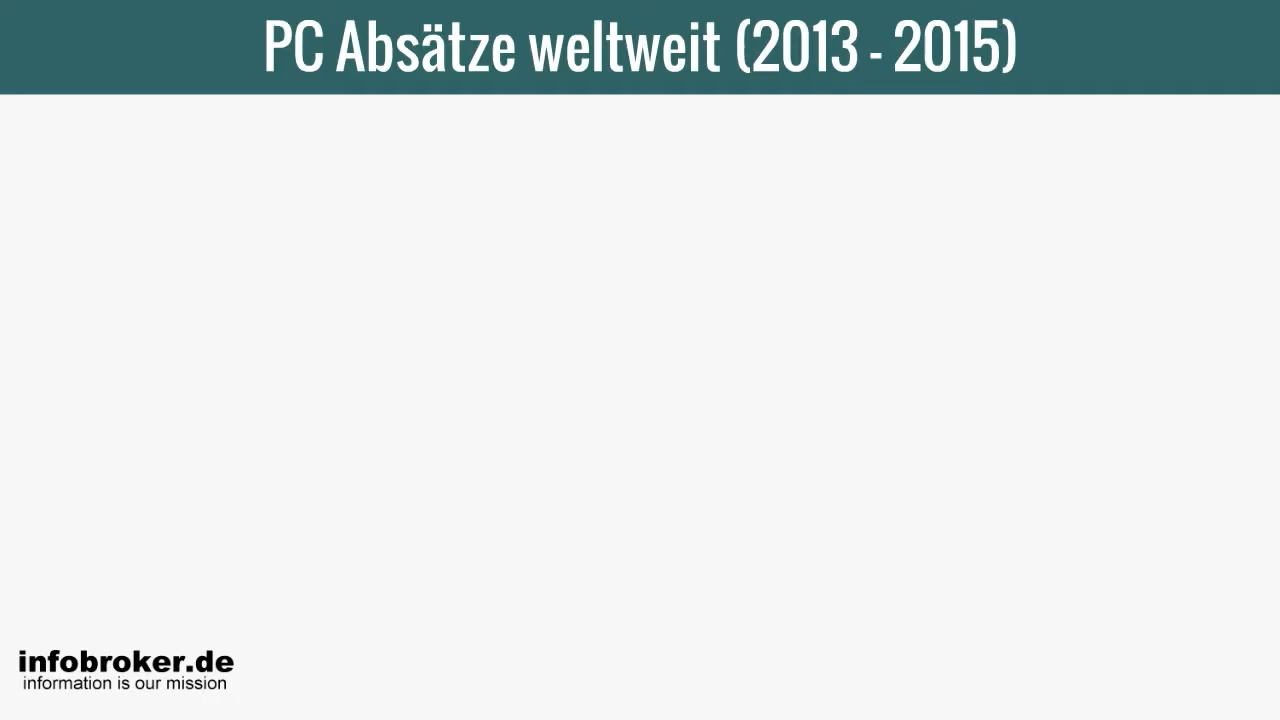 PC Absätze weltweit (2013 - 2015)
infobroker.de
information is our mission